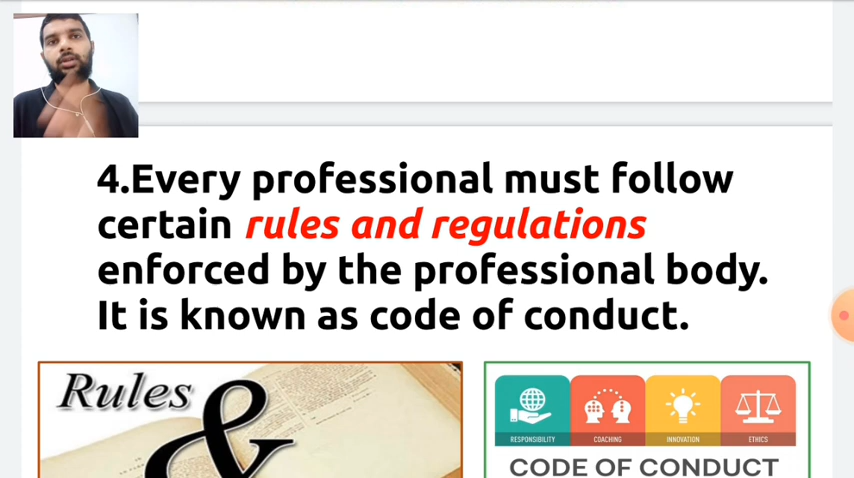 4.Every professional must follow
certain rules and regulations
enforced by the professional body.
It is known as code of conduct.
Rules
&
RESPONSIBILITY
COACHING
INNOVATION
ETHICS
CODE OF CONDUCT